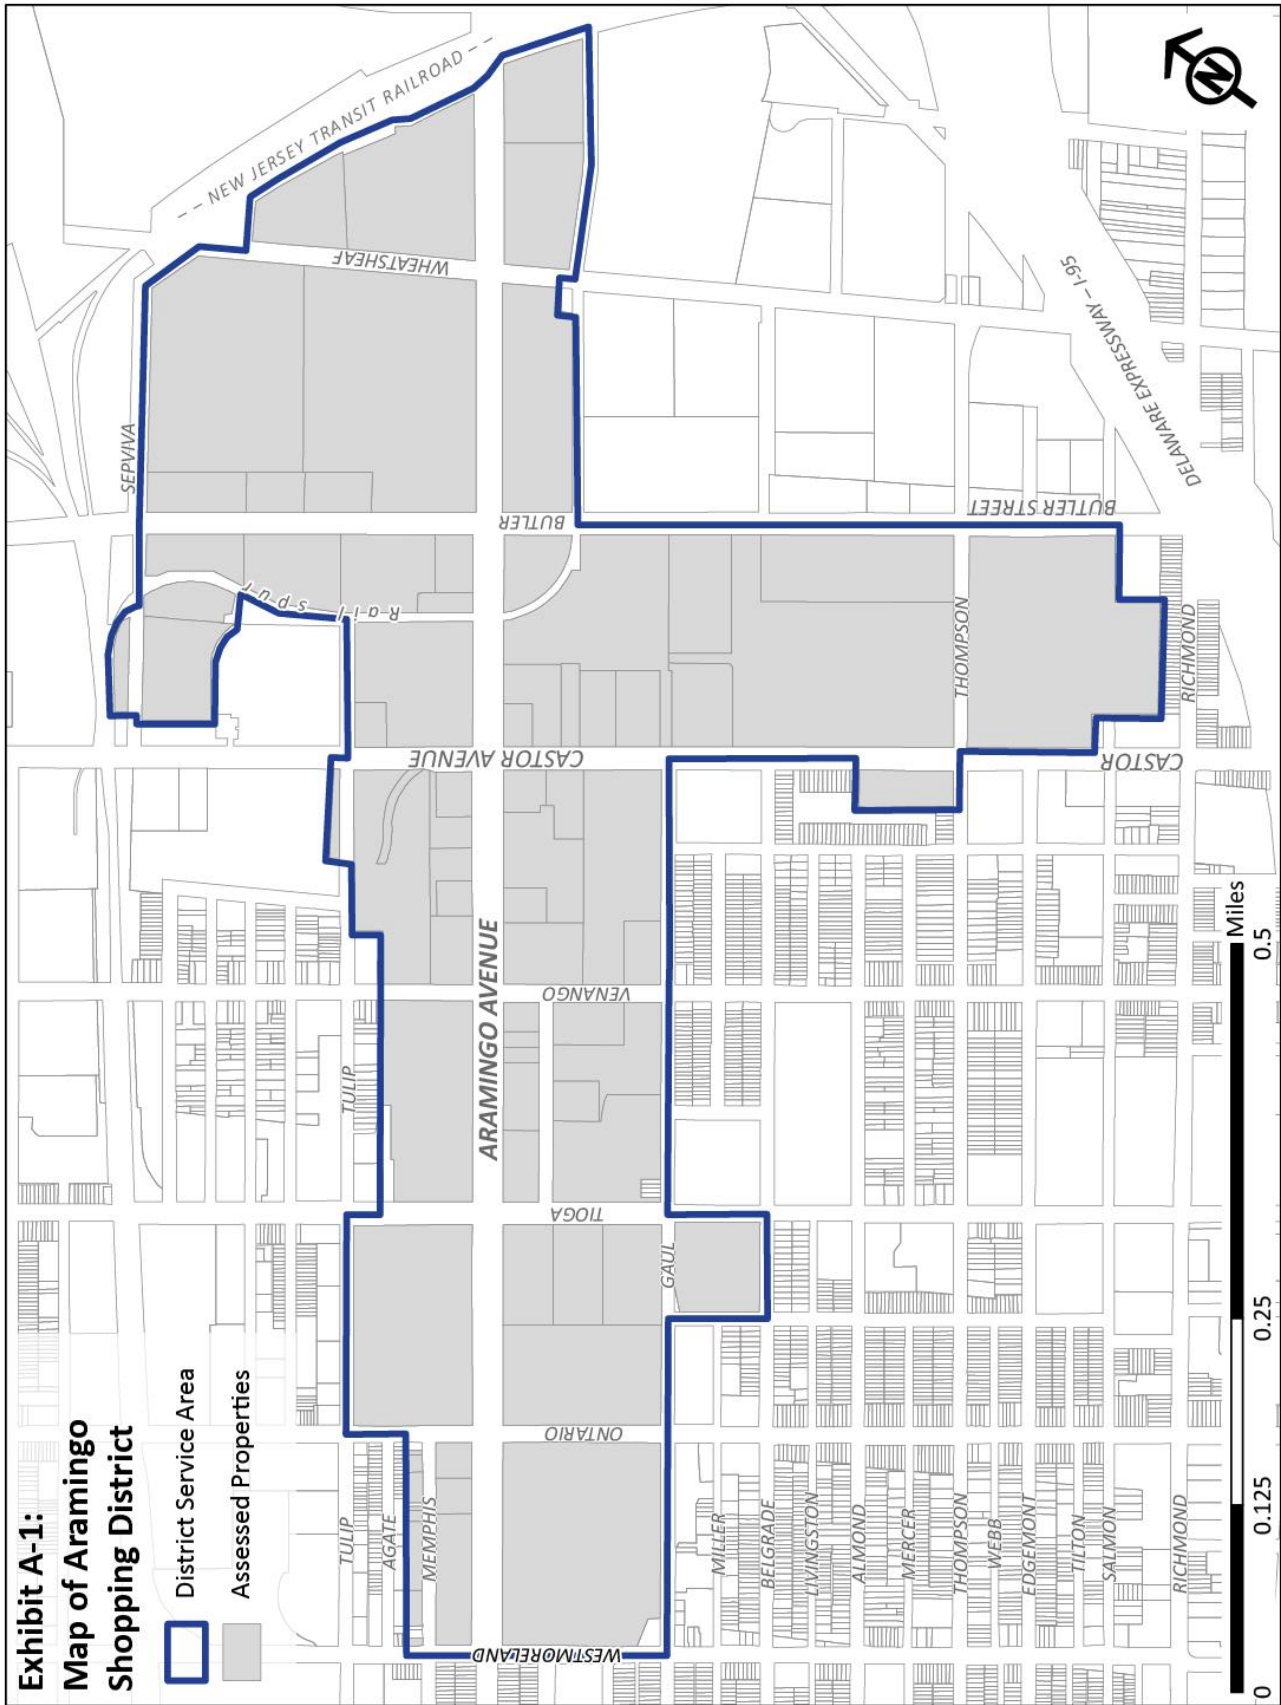 Exhibit A-1:
Map of Aramingo
Shopping District
District Service Area
Assessed Properties
-- NEW JERSEY TRANSIT RAILROAD --
N
SEPVIVA
WHEATSHEAF
BUTLER
BUTLER STREET
Rail spur
DELAWARE EXPRESSWAY – I-95
THOMPSON
RICHMOND
CASTOR AVENUE
CASTOR
ARAMINGO AVENUE
VENANGO
TULIP
TIOGA
GAUL
ONTARIO
WESTMORELAND
TULIP
AGATE
MEMPHIS
MILLER
BELGRADE
LIVINGSTON
ALMOND
MERCER
THOMPSON
WEBB
EDGEMONT
TILTON
SALMON
RICHMOND
0 0.125 0.25 0.5
Miles